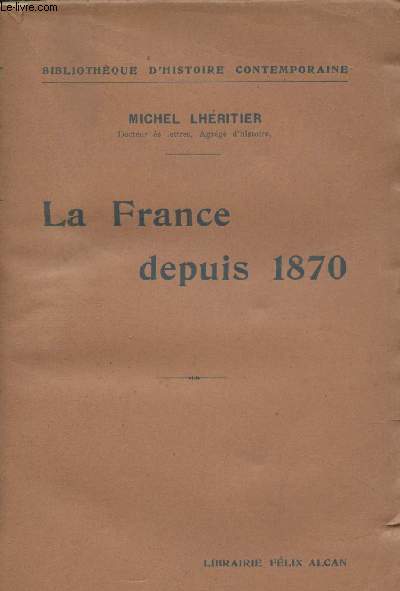 www.le-livre.com
BIBLIOTHÈQUE D'HISTOIRE CONTEMPORAINE
MICHEL LHÉRITIER
Docteur ès lettres, Agrégé d'histoire.
La France
depuis 1870
LIBRAIRIE FÉLIX ALCAN